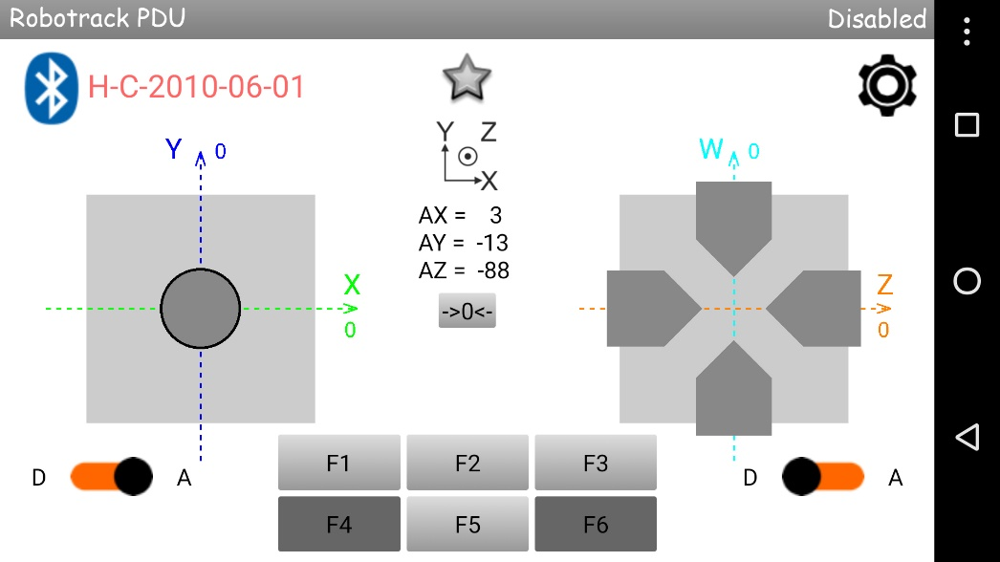 Robotrack PDU
Disabled
H-C-2010-06-01
Y 0
Y Z
X
W 0
AX = 3
AY = -13
AZ = -88
X
0
->0<-
Z
0
D A
D A
F1 F2 F3
F4 F5 F6